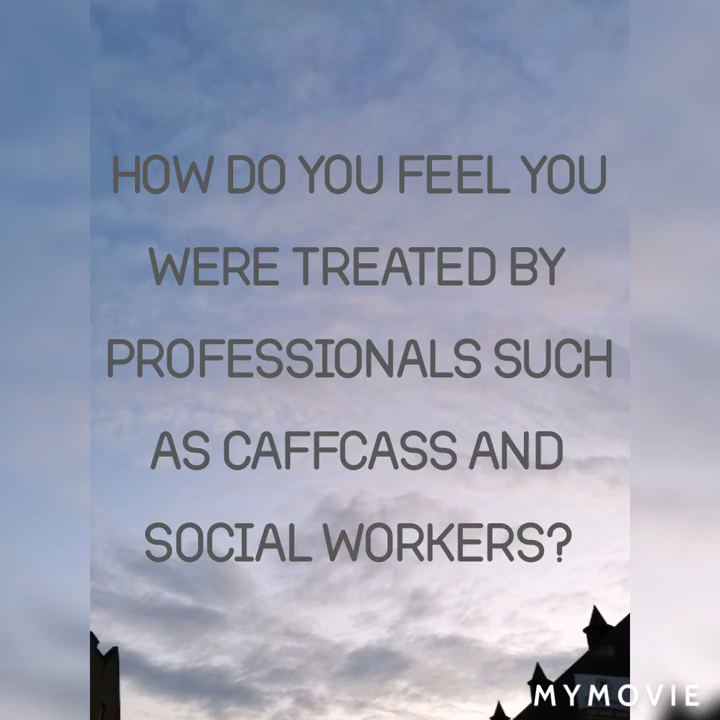 HOW DO YOU FEEL YOU
WERE TREATED BY
PROFESSIONALS SUCH
AS CAFFCASS AND
SOCIAL WORKERS?
MYMOVIE